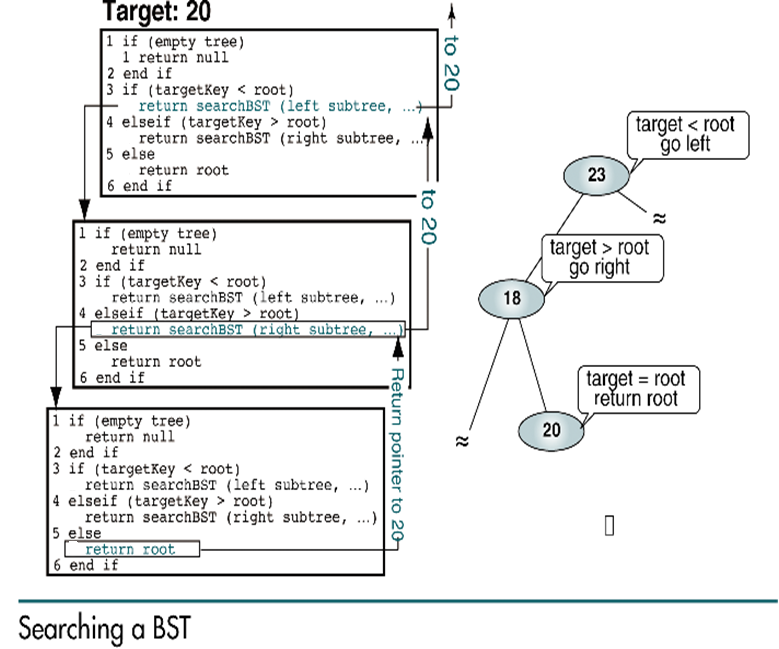 Target: 20
1 if (empty tree)
1 return null
2 end if
3 if (targetKey < root)
return searchBST (left subtree, ...)
4 elseif (targetKey > root)
return searchBST (right subtree, ...
5 else
return root
6 end if
to 20
1 if (empty tree)
return null
2 end if
3 if (targetKey < root)
return searchBST (left subtree, ...)
4 elseif (targetKey > root)
return searchBST (right subtree, ...)
5 else
return root
6 end if
to 20
1 if (empty tree)
return null
2 end if
3 if (targetKey < root)
return searchBST (left subtree, ...)
4 elseif (targetKey > root)
return searchBST (right subtree, ...)
5 else
return root
6 end if
Return pointer to 20
target < root
go left
23
≈
target > root
go right
18
target = root
return root
20
≈
Searching a BST